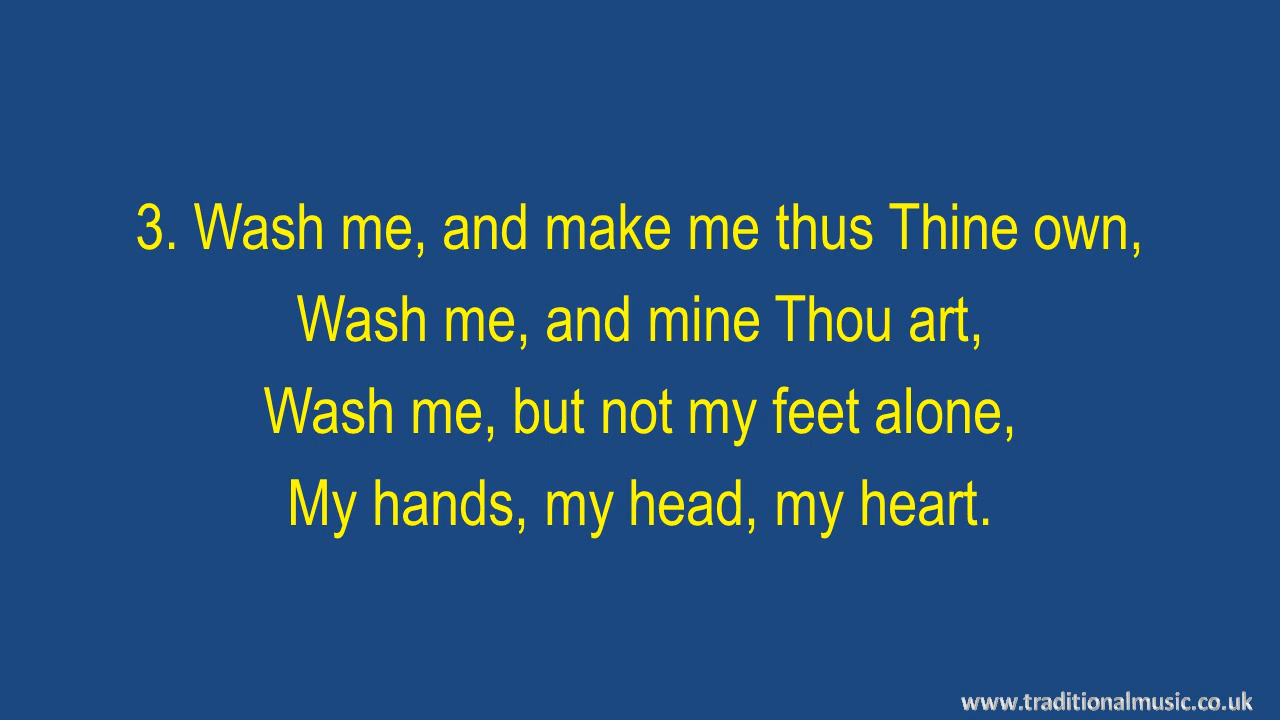 3. Wash me, and make me thus Thine own,
Wash me, and mine Thou art,
Wash me, but not my feet alone,
My hands, my head, my heart.
www.traditionalmusic.co.uk